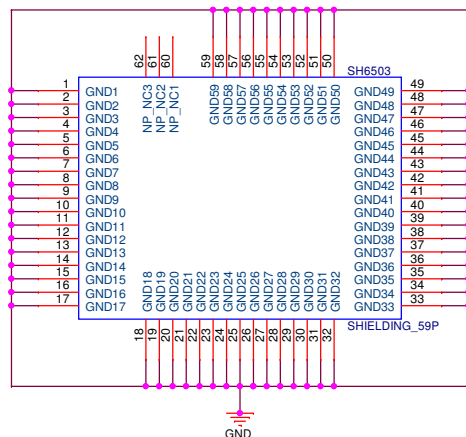 62 61 60 59 58 57 56 55 54 53 52 51 50
NP_NC3 NP_NC2 NP_NC1 GND59 GND58 GND57 GND56 GND55 GND54 GND53 GND52 GND51 GND50
SH6503
1 GND1 GND49 49
2 GND2 GND48 48
3 GND3 GND47 47
4 GND4 GND46 46
5 GND5 GND45 45
6 GND6 GND44 44
7 GND7 GND43 43
8 GND8 GND42 42
9 GND9 GND41 41
10 GND10 GND40 40
11 GND11 GND39 39
12 GND12 GND38 38
13 GND13 GND37 37
14 GND14 GND36 36
15 GND15 GND35 35
16 GND16 GND34 34
17 GND17 GND33 33
GND18 GND19 GND20 GND21 GND22 GND23 GND24 GND25 GND26 GND27 GND28 GND29 GND30 GND31 GND32
SHIELDING_59P
18 19 20 21 22 23 24 25 26 27 28 29 30 31 32
GND